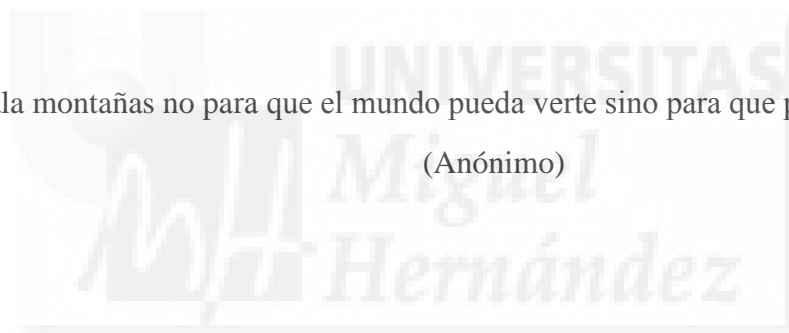 UNIVERSITAS
la montañas no para que el mundo pueda verte sino para que
(Anónimo)
Miguel
Hernández